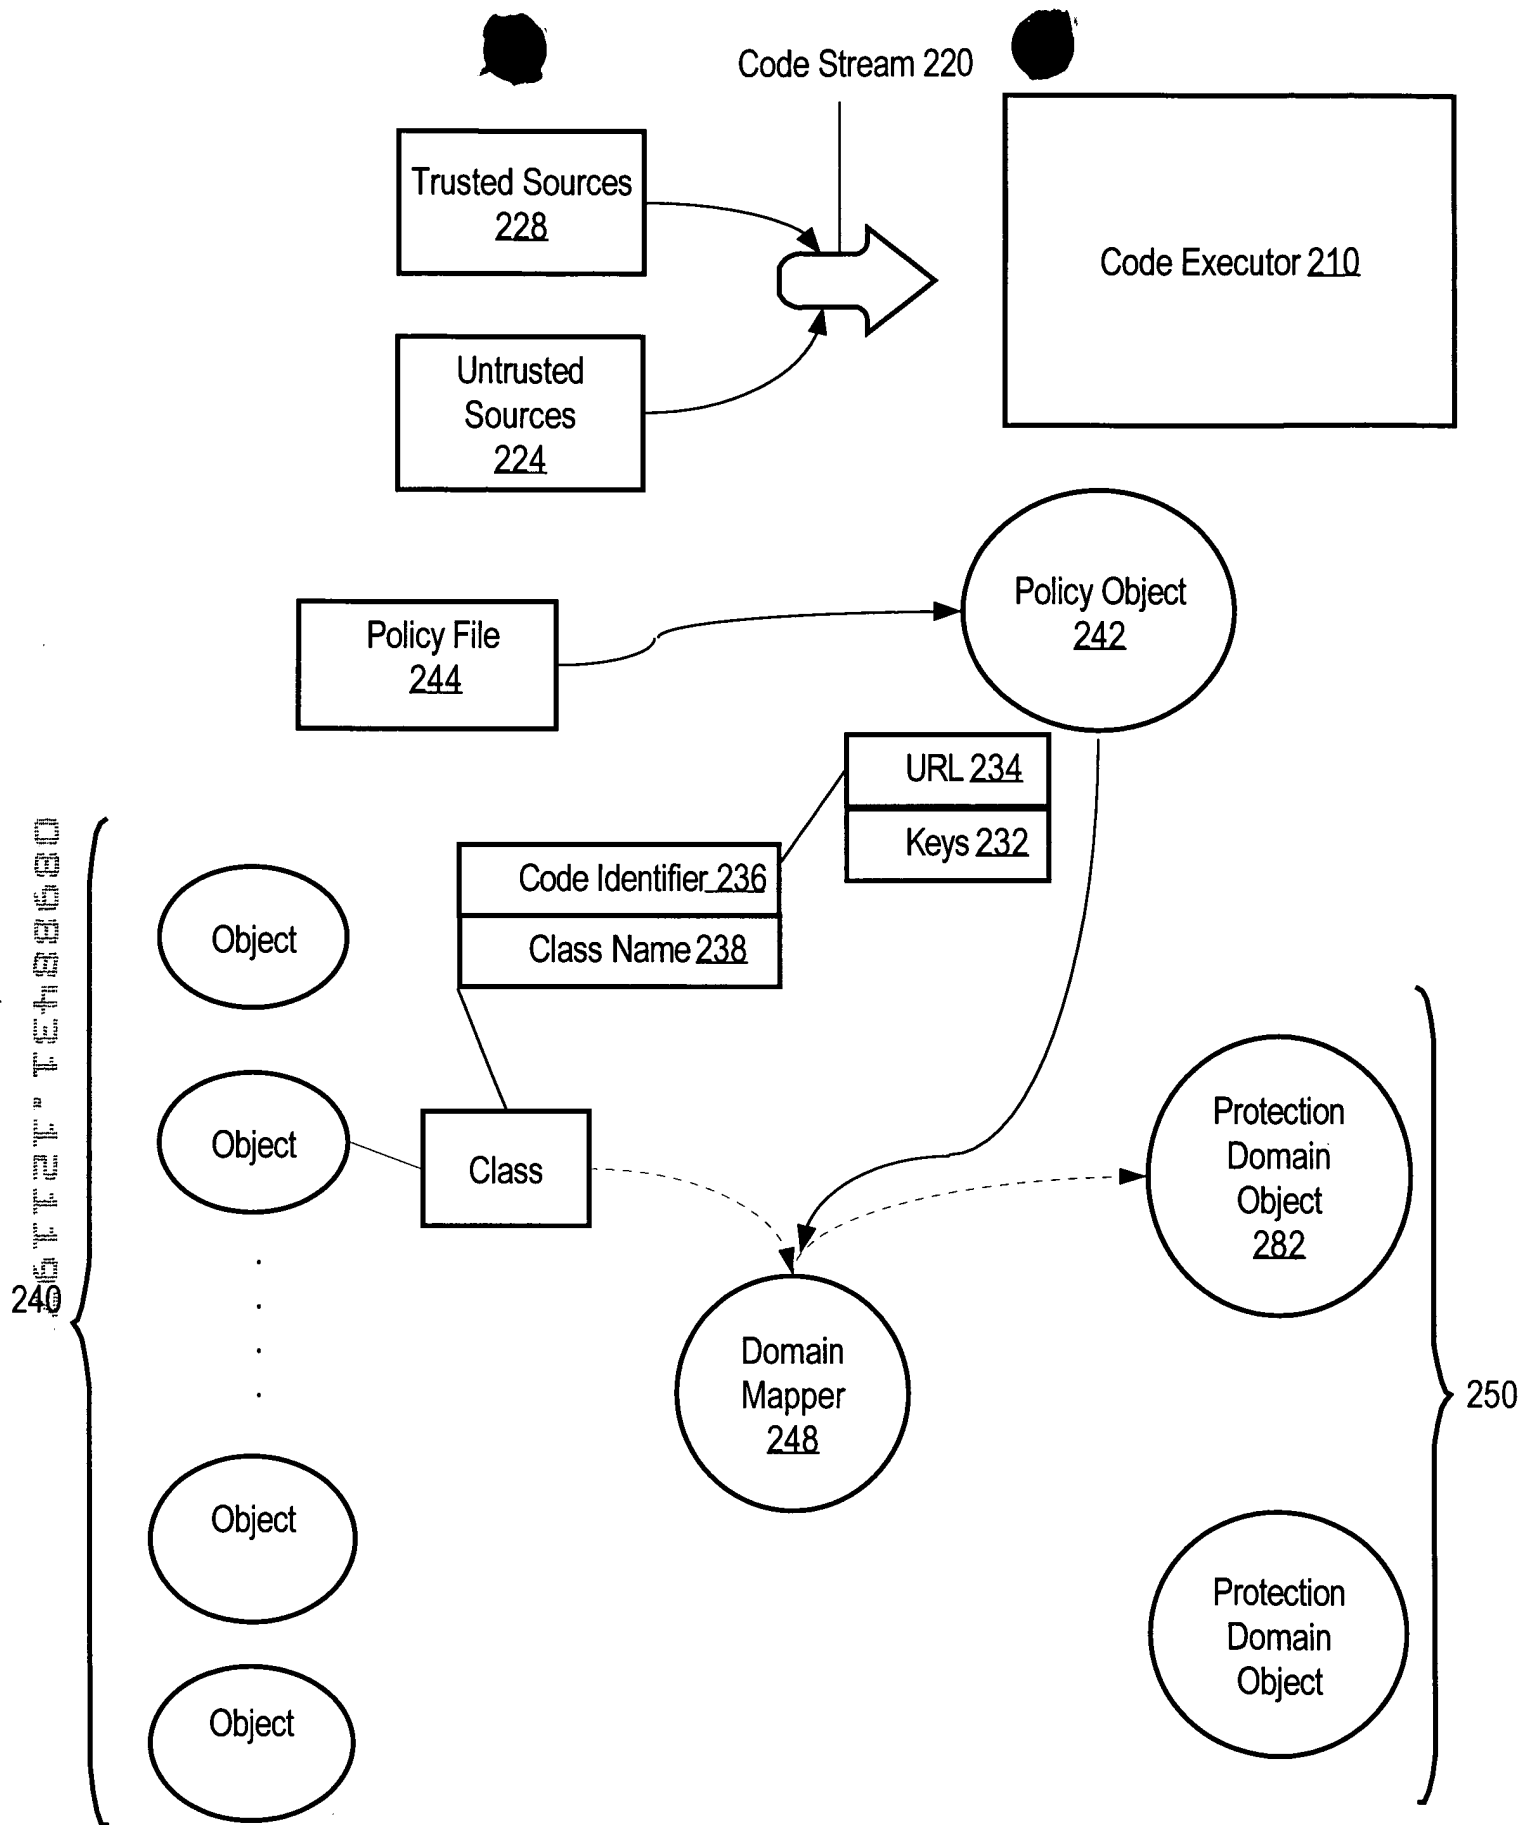 Code Stream 220
Trusted Sources
228
Code Executor 210
Untrusted
Sources
224
Policy Object
242
Policy File
244
URL 234
Keys 232
Code Identifier 236
Class Name 238
Object
Object
Class
Protection
Domain
Object
282
240
Domain
Mapper
248
250
Object
Protection
Domain
Object
Object